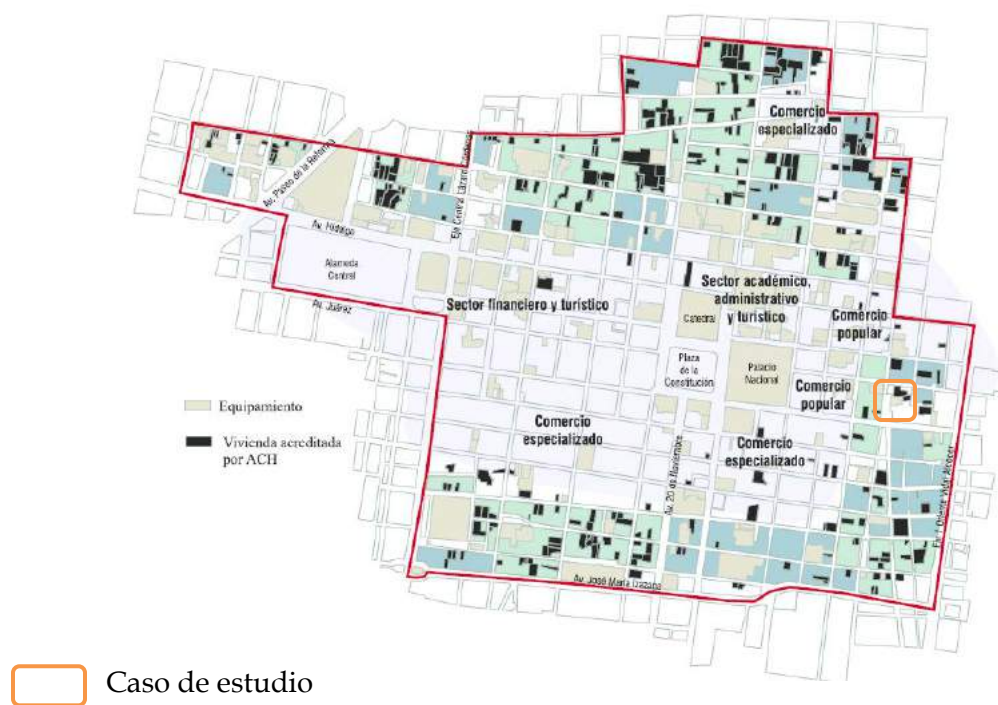 Comercio
especializado
Av. Paseo de la Reforma
Eje Central Lázaro Cárdenas
Av. Hidalgo
Alameda
Central
Sector financiero y turístico
Sector académico,
administrativo
y turístico
Catedral
Av. Juárez
Comercio
popular
Plaza
de la
Constitución
Palacio
Nacional
Comercio
popular
Equipamiento
Comercio
especializado
Vivienda acreditada
por ACH
Comercio
especializado
Av. 20 de Noviembre
Eje 1 Oriente Vidal Alcocer
Av. José María Izazaga
Caso de estudio